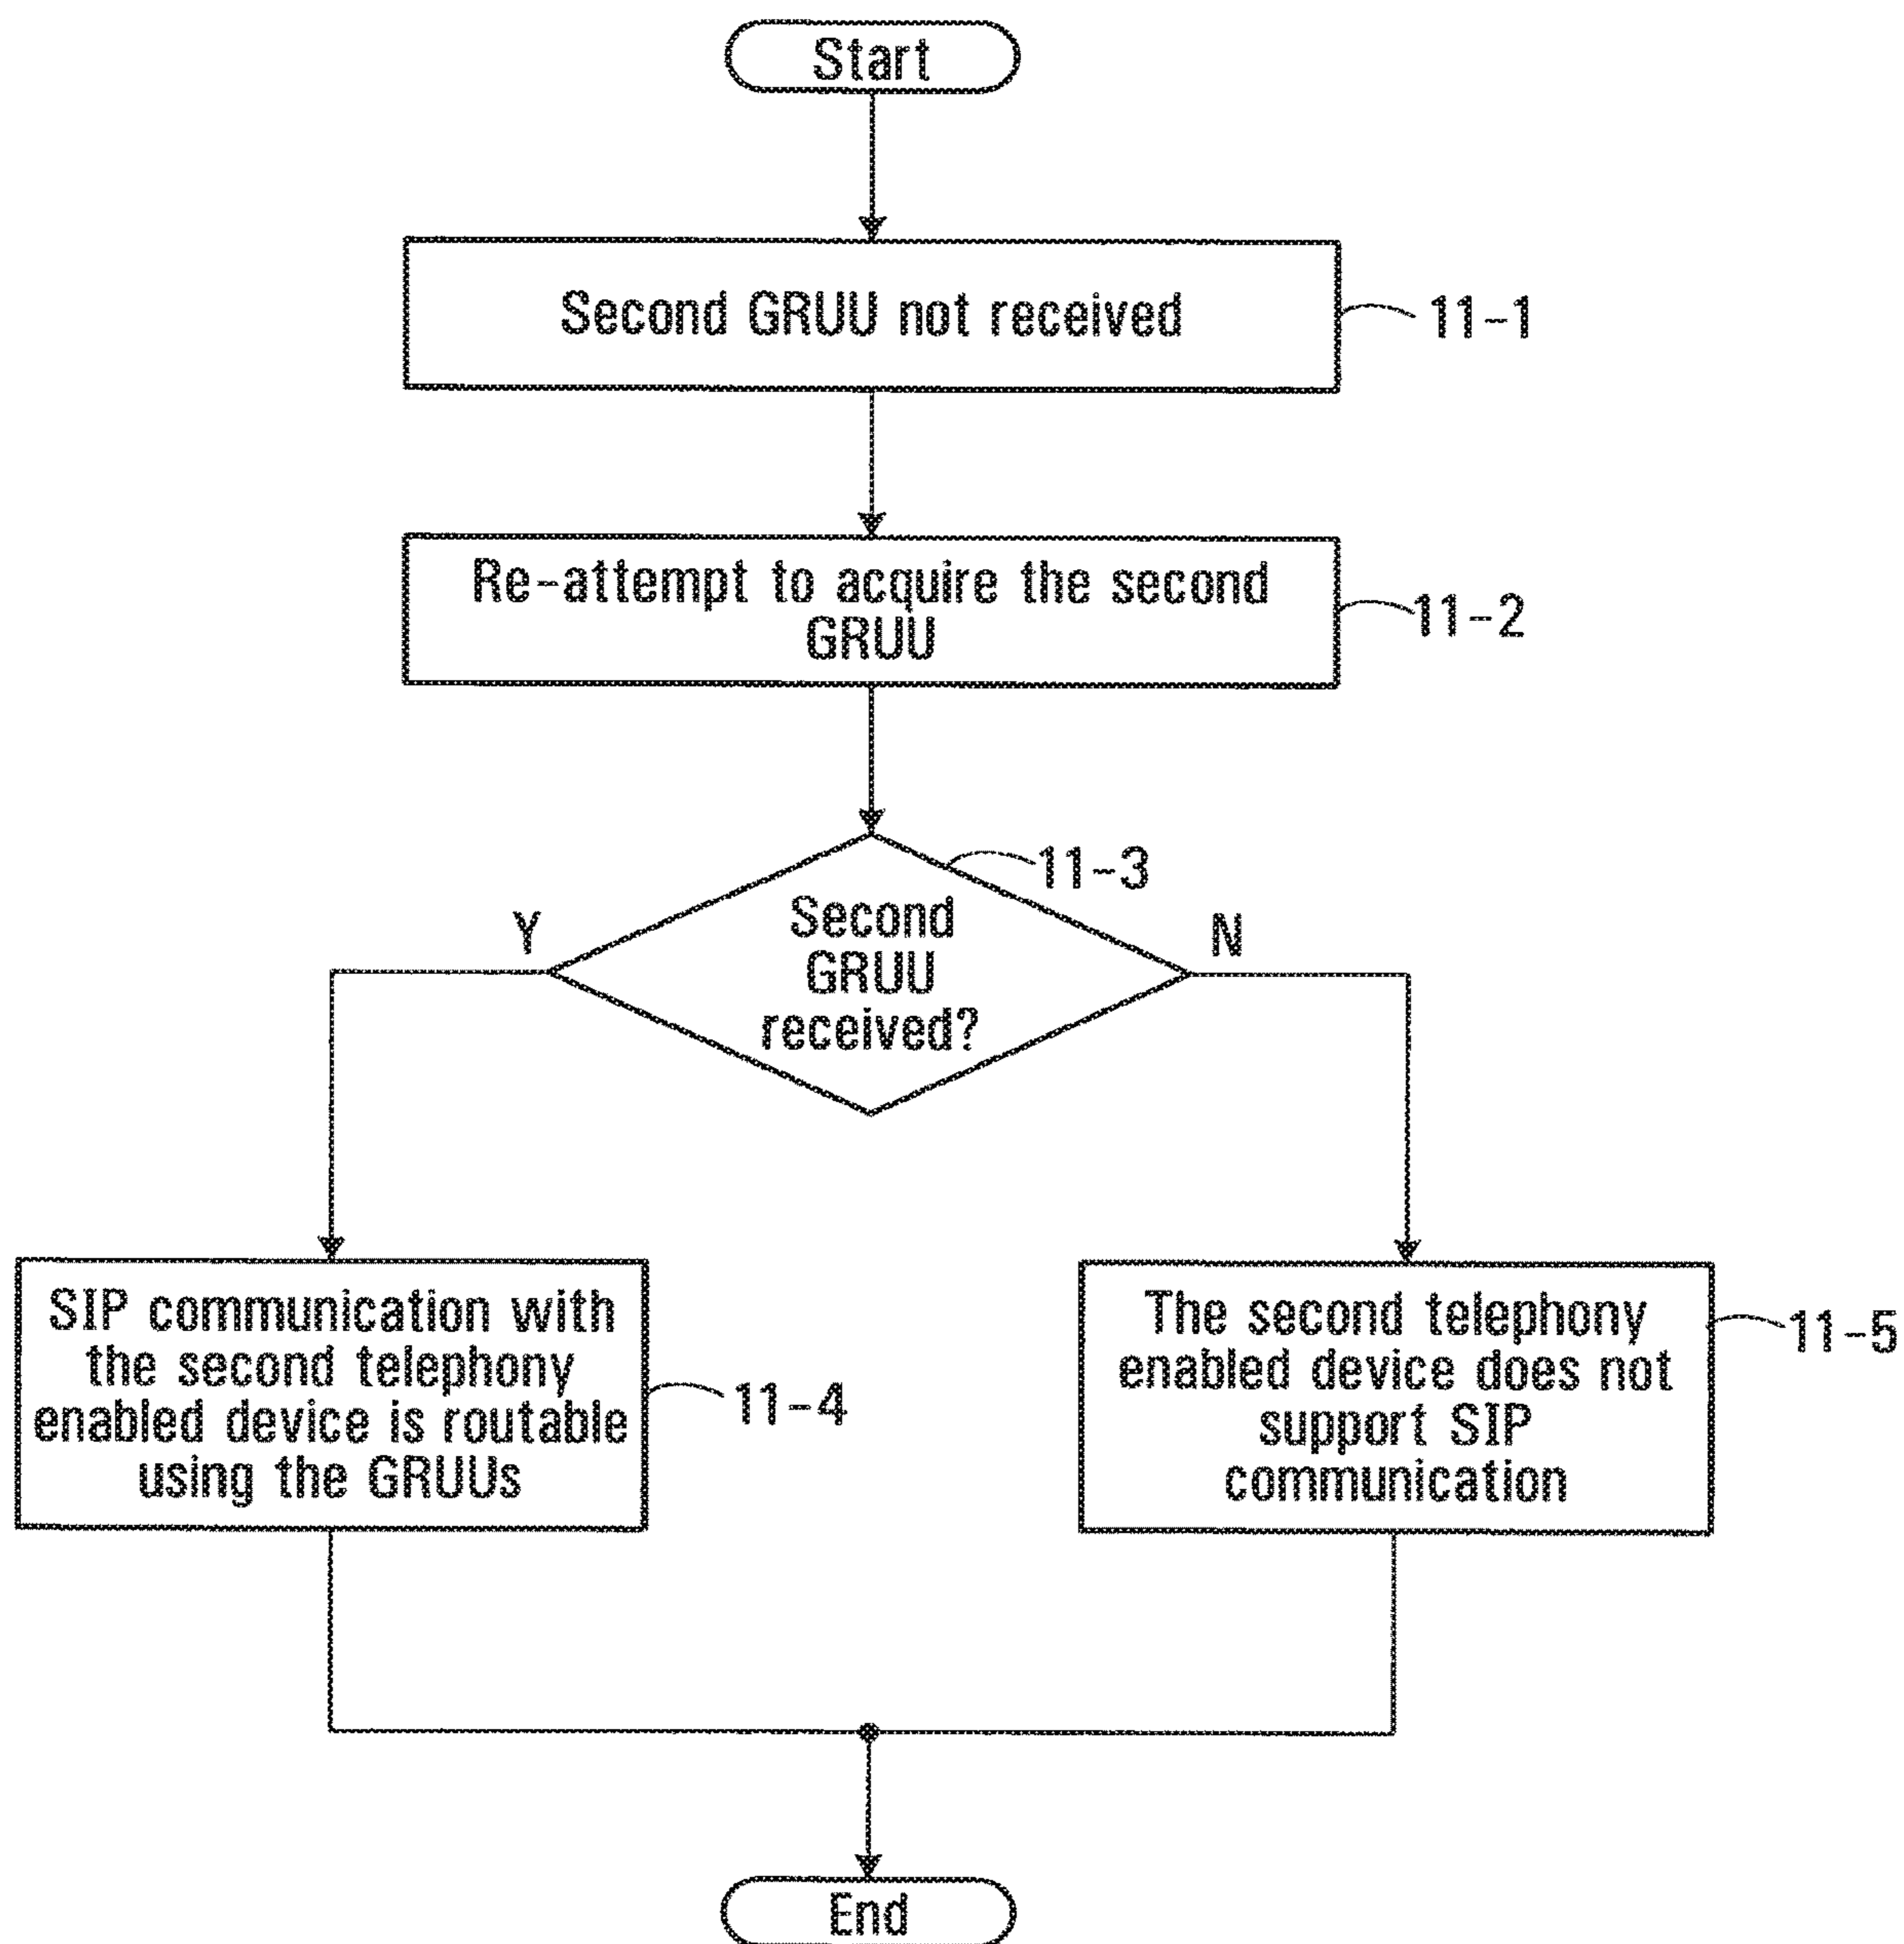 Start
Second GRUU not received
11-1
Re-attempt to acquire the second
GRUU
11-2
11-3
Second
GRUU
received?
Y
N
SIP communication with
the second telephony
enabled device is routable
using the GRUUs
11-4
The second telephony
enabled device does not
support SIP
communication
11-5
End